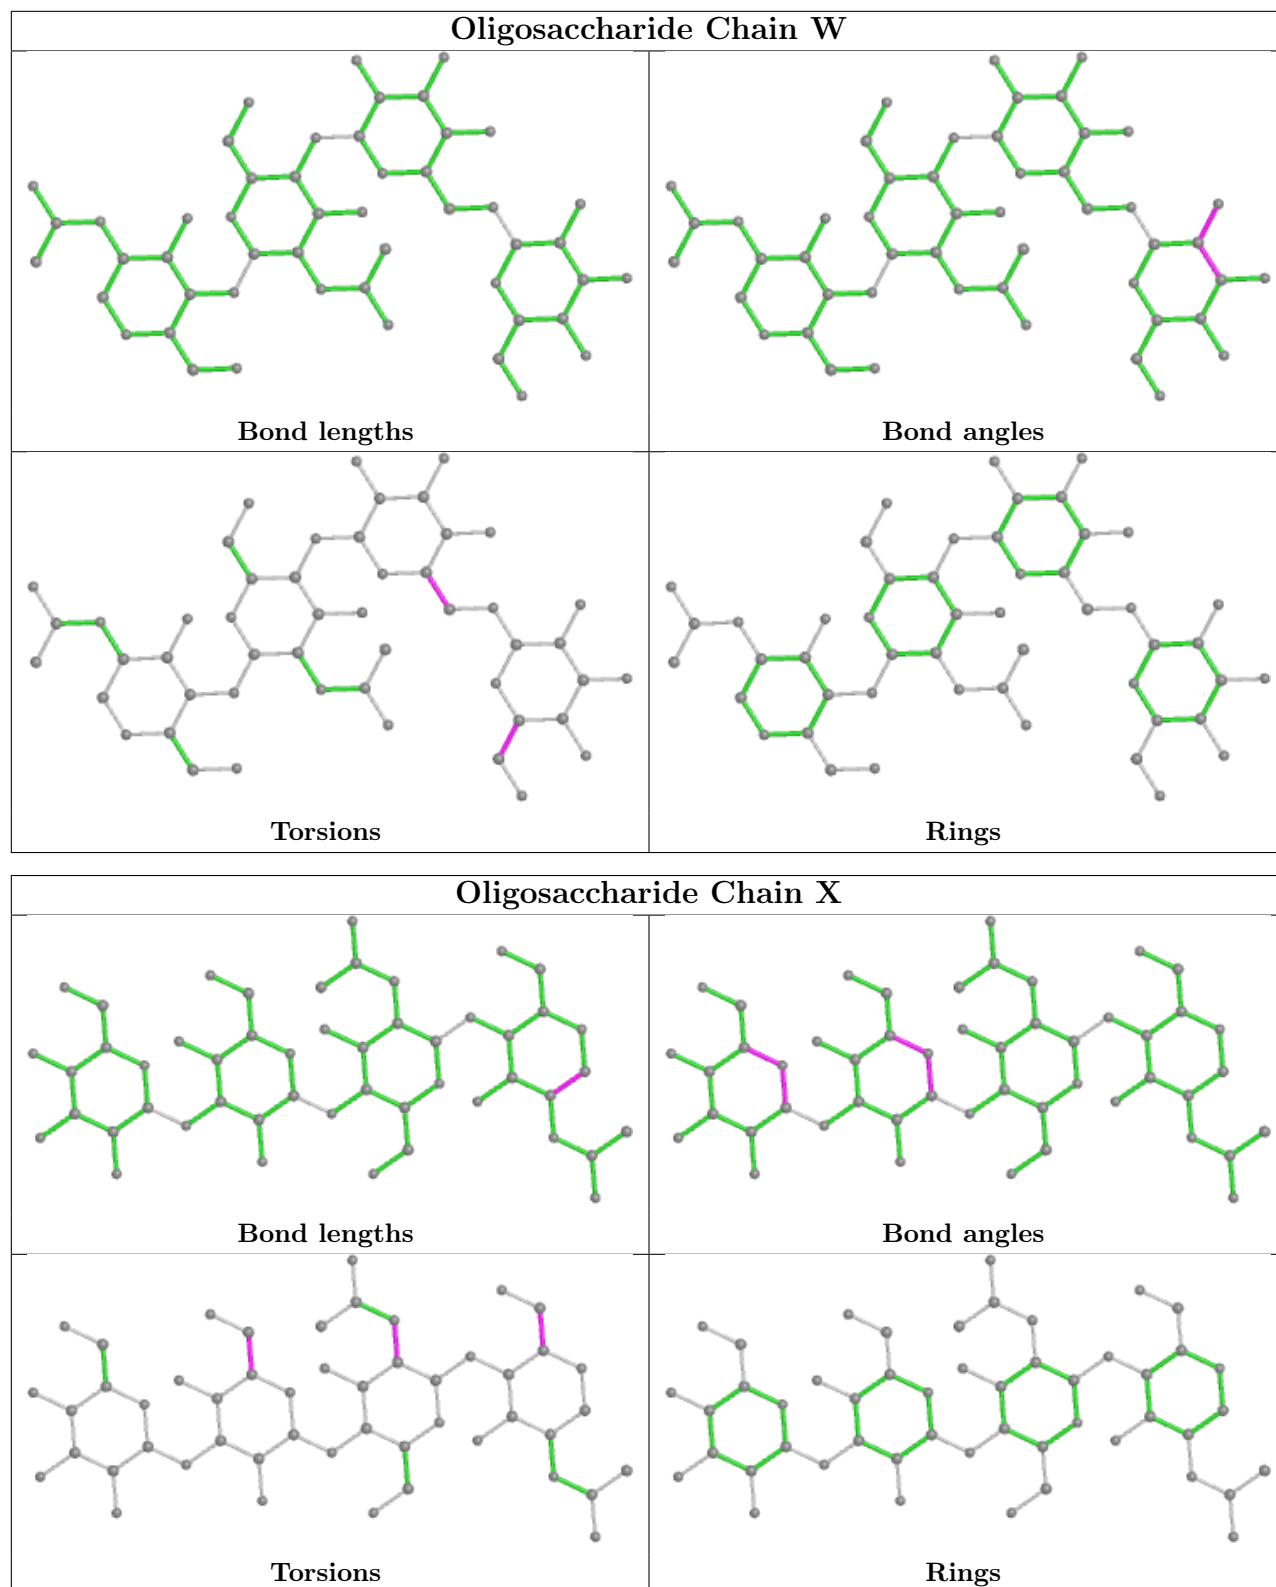 Oligosaccharide Chain W
Bond lengths
Bond angles
Torsions
Rings
Oligosaccharide Chain X
Bond lengths
Bond angles
Torsions
Rings